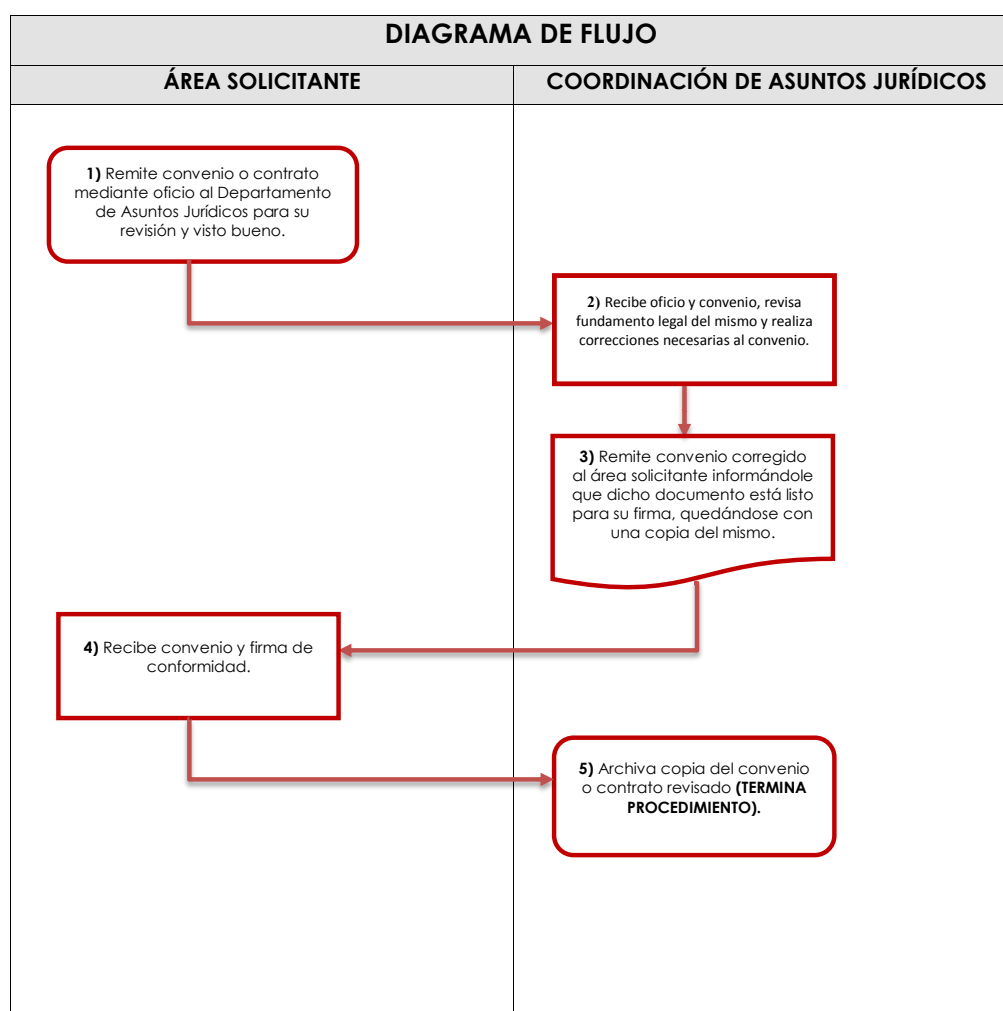 DIAGRAMA DE FLUJO
ÁREA SOLICITANTE
COORDINACIÓN DE ASUNTOS JURÍDICOS
1) Remite convenio o contrato
mediante oficio al Departamento
de Asuntos Jurídicos para su
revisión y visto bueno.
2) Recibe oficio y convenio, revisa
fundamento legal del mismo y realiza
correcciones necesarias al convenio.
3) Remite convenio corregido
al área solicitante informándole
que dicho documento está listo
para su firma, quedándose con
una copia del mismo.
4) Recibe convenio y firma de
conformidad.
5) Archiva copia del convenio
o contrato revisado (TERMINA
PROCEDIMIENTO).